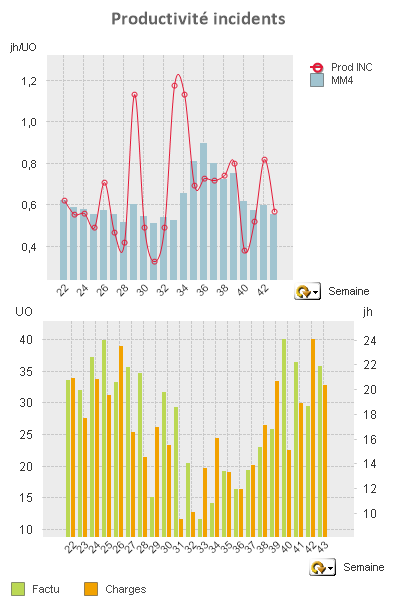 Productivité incidents
jh/UO
Prod INC
MM4
1,2
1,0
0,8
0,6
0,4
22 24 26 28 30 32 34 36 38 40 42
Semaine
UO jh
40 24
35 22
30 20
25 18
20 16
15 14
10 12
10
22 23 24 25 26 27 28 29 30 31 32 33 34 35 36 37 38 39 40 41 42 43
Semaine
Factu Charges